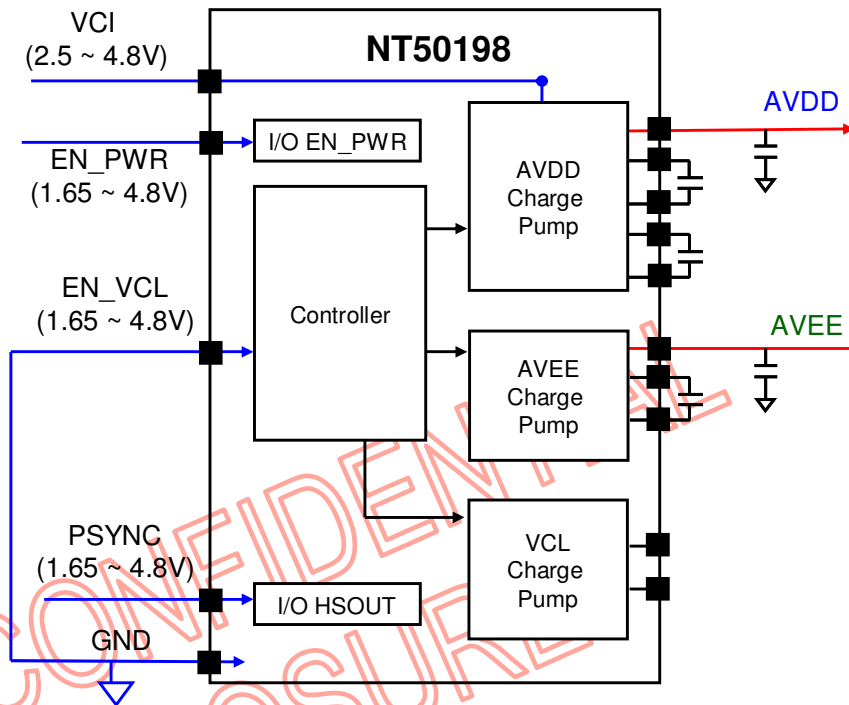 VCI
(2.5 ~ 4.8V)
NT50198
AVDD
I/O EN_PWR
EN_PWR
(1.65 ~ 4.8V)
AVDD
Charge
Pump
EN_VCL
(1.65 ~ 4.8V)
Controller
AVEE
AVEE
Charge
Pump
PSYNC
(1.65 ~ 4.8V)
VCL
Charge
Pump
I/O HSOUT
GND
CONFIDENTIAL